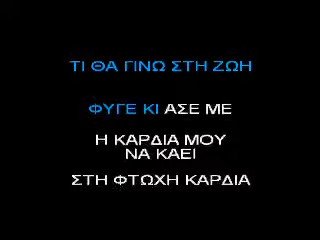 ΤΙ ΘΑ ΓΙΝΩ ΣΤΗ ΖΩΗ
ΦΥΓΕ ΚΙ ΑΣΕ ΜΕ
Η ΚΑΡΔΙΑ ΜΟΥ
ΝΑ ΚΑΕΙ
ΣΤΗ ΦΤΩΧΗ ΚΑΡΔΙΑ